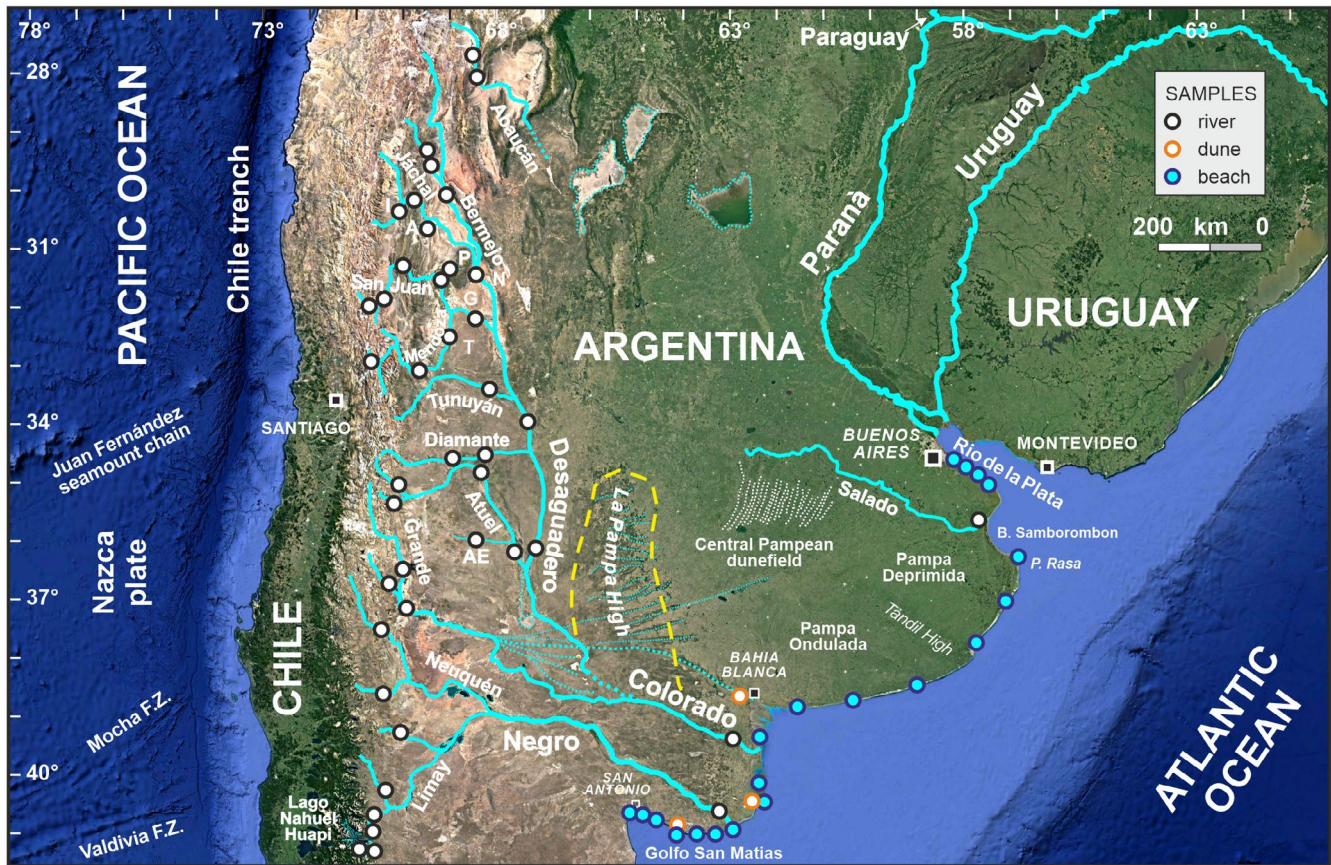 78°
73°
68°
63°
58°
63°
28°
31°
34°
37°
40°
PACIFIC OCEAN
Chile trench
Juan Fernández
seamount chain
Nazca
plate
Mocha F.Z.
Valdivia F.Z.
CHILE
SANTIAGO
Abaucán
Jáchal
Bermejo
I
A
P
N
San Juan
G
Mendoza
T
Tunuyán
Diamante
Atuel
AE
Desaguadero
Grande
La Pampa High
Neuquén
Colorado
Negro
Limay
Lago
Nahuel
Huapi
ARGENTINA
Paraguay
Paranà
Uruguay
URUGUAY
SAMPLES
river
dune
beach
200 km 0
BUENOS
AIRES
Rio de la Plata
MONTEVIDEO
Salado
B. Samborombon
P. Rasa
Central Pampean
dunefield
Pampa
Deprimida
Tandil High
Pampa
Ondulada
BAHIA
BLANCA
SAN
ANTONIO
Golfo San Matias
ATLANTIC
OCEAN